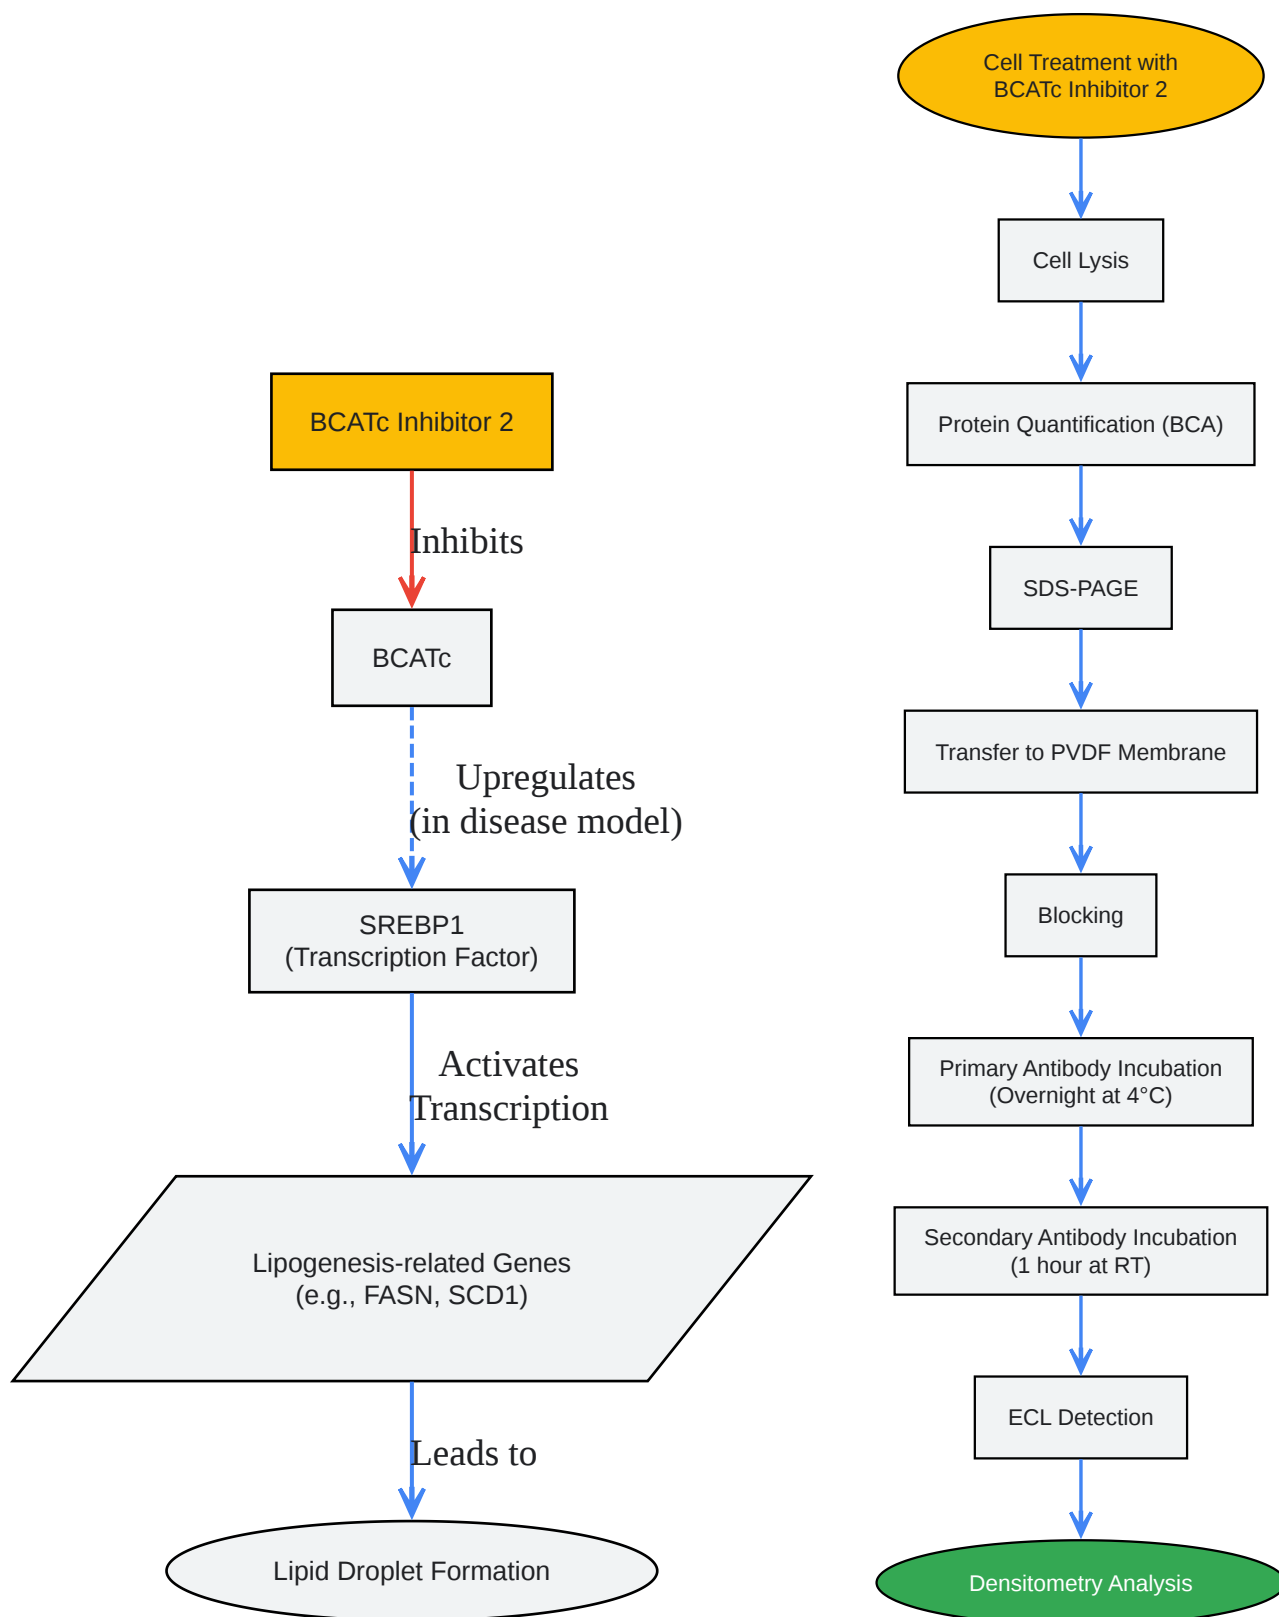 BCATc Inhibitor 2
Inhibits
BCATc
Upregulates
(in disease model)
SREBP1
(Transcription Factor)
Activates
Transcription
Lipogenesis-related Genes
(e.g., FASN, SCD1)
Leads to
Lipid Droplet Formation
Cell Treatment with
BCATc Inhibitor 2
Cell Lysis
Protein Quantification (BCA)
SDS-PAGE
Transfer to PVDF Membrane
Blocking
Primary Antibody Incubation
(Overnight at 4°C)
Secondary Antibody Incubation
(1 hour at RT)
ECL Detection
Densitometry Analysis